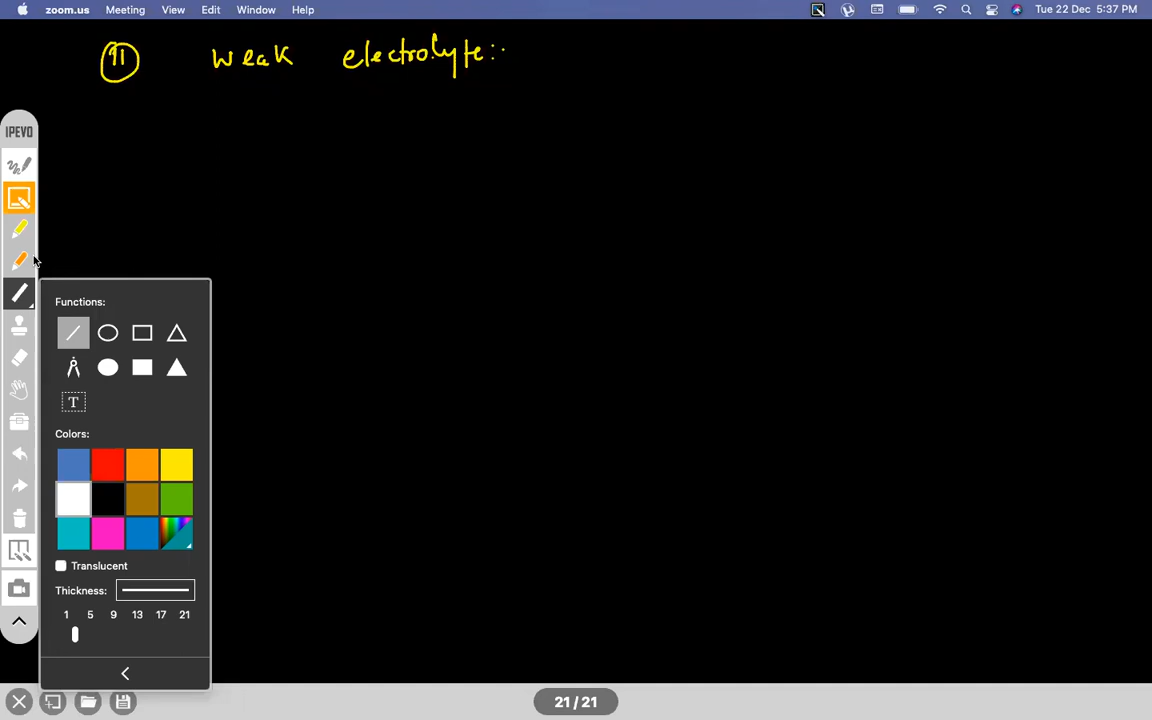 zoom.us Meeting View Edit Window Help Tue 22 Dec 5:37 PM
11 weak electrolyte:-
IPEVO
Functions:
T
Colors:
Translucent
Thickness:
1 5 9 13 17 21
21 / 21